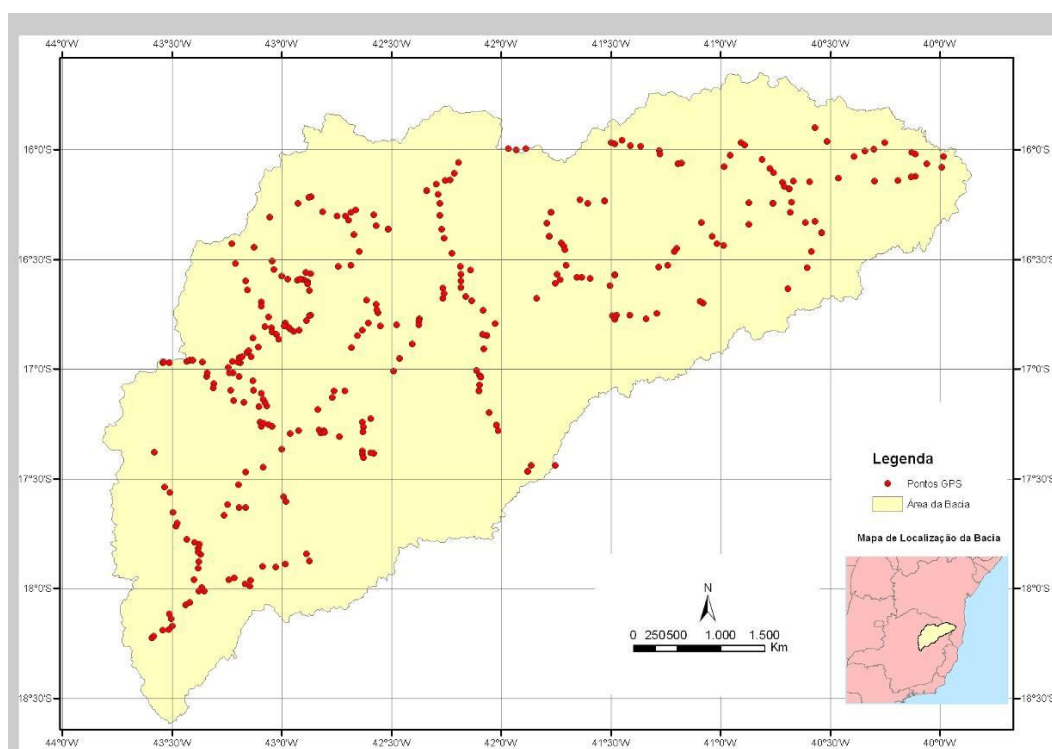 44°0'W 43°30'W 43°0'W 42°30'W 42°0'W 41°30'W 41°0'W 40°30'W 40°0'W
16°0'S 16°0'S
16°30'S 16°30'S
17°0'S 17°0'S
17°30'S 17°30'S
18°0'S 18°0'S
18°30'S 18°30'S
Legenda
Pontos GPS
Área da Bacia
Mapa de Localização da Bacia
N
0 250 500 1.000 1.500
Km
44°0'W 43°30'W 43°0'W 42°30'W 42°0'W 41°30'W 41°0'W 40°30'W 40°0'W